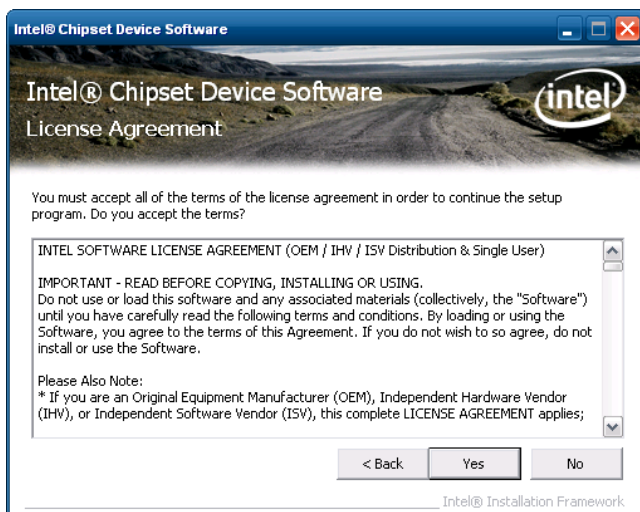 Intel® Chipset Device Software
Intel® Chipset Device Software
License Agreement
intel
You must accept all of the terms of the license agreement in order to continue the setup
program. Do you accept the terms?
INTEL SOFTWARE LICENSE AGREEMENT (OEM / IHV / ISV Distribution & Single User)
IMPORTANT - READ BEFORE COPYING, INSTALLING OR USING.
Do not use or load this software and any associated materials (collectively, the "Software")
until you have carefully read the following terms and conditions. By loading or using the
Software, you agree to the terms of this Agreement. If you do not wish to so agree, do not
install or use the Software.
Please Also Note:
* If you are an Original Equipment Manufacturer (OEM), Independent Hardware Vendor
(IHV), or Independent Software Vendor (ISV), this complete LICENSE AGREEMENT applies;
< Back Yes No
Intel® Installation Framework